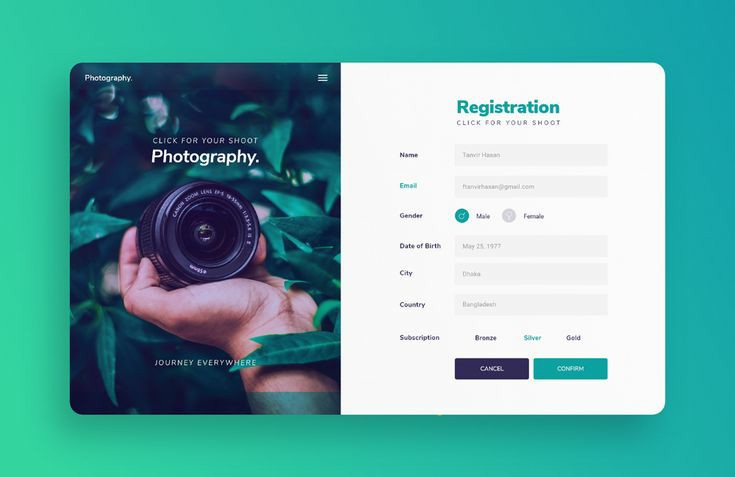 Photography.
CLICK FOR YOUR SHOOT
Photography.
CANON ZOOM LENS EF-S 18-55mm 1:3.5-5.6 IS II
ø58mm
JOURNEY EVERYWHERE
Registration
CLICK FOR YOUR SHOOT
Name Tanvir Hasan
Email ftanvirhasan@gmail.com
Gender Male Female
Date of Birth May 25, 1977
City Dhaka
Country Bangladesh
Subscription Bronze Silver Gold
CANCEL CONFIRM